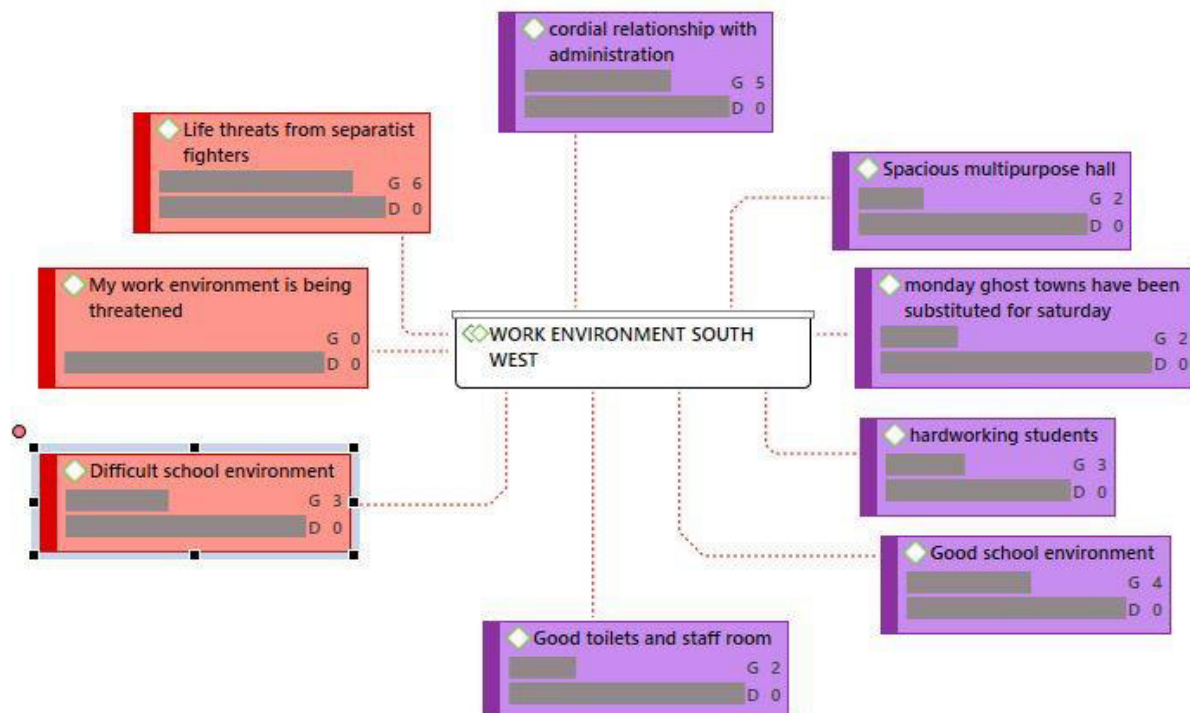 cordial relationship with
administration
G 5
D 0
Life threats from separatist
fighters
G 6
D 0
Spacious multipurpose hall
G 2
D 0
My work environment is being
threatened
G 0
D 0
monday ghost towns have been
substituted for saturday
G 2
D 0
WORK ENVIRONMENT SOUTH
WEST
hardworking students
G 3
D 0
Difficult school environment
G 3
D 0
Good school environment
G 4
D 0
Good toilets and staff room
G 2
D 0